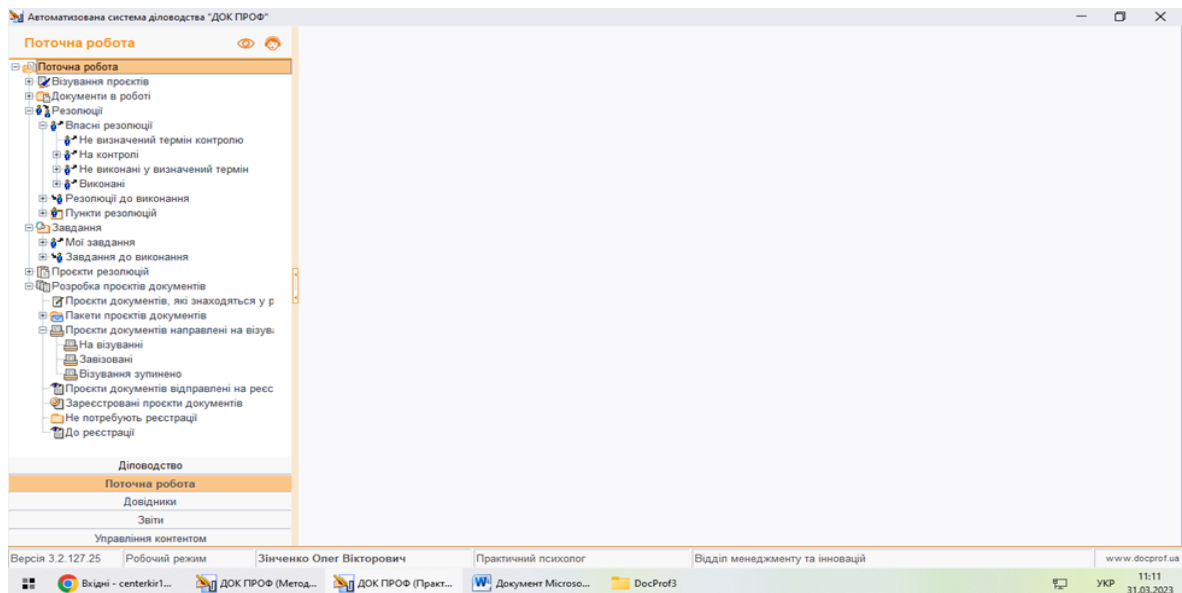 Автоматизована система діловодства "ДОК ПРОФ"
Поточна робота
Поточна робота
Візування проєктів
Документи в роботі
Резолюції
Власні резолюції
Не визначений термін контролю
На контролі
Не виконані у визначений термін
Виконані
Резолюції до виконання
Пункти резолюцій
Завдання
Мої завдання
Завдання до виконання
Проєкти резолюцій
Розробка проєктів документів
Проєкти документів, які знаходяться у р
Пакети проєктів документів
Проєкти документів направлені на візува
На візуванні
Завізовані
Візування зупинено
Проєкти документів відправлені на реєс
Зареєстровані проєкти документів
Не потребують реєстрації
До реєстрації
Діловодство
Поточна робота
Довідники
Звіти
Управління контентом
Версія 3.2.127.25 Робочий режим Зінченко Олег Вікторович Практичний психолог Відділ менеджменту та інновацій www.docprof.ua
Вхідні - centerkir1... ДОК ПРОФ (Метод... ДОК ПРОФ (Практ... Документ Microso... DocProf3 УКР 11:11
31.03.2023